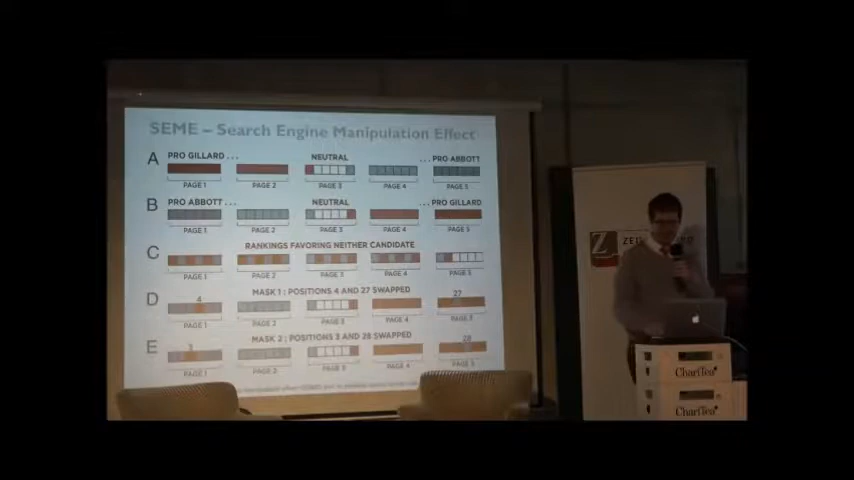 SEME – Search Engine Manipulation Effect
A
PRO GILLARD ... NEUTRAL ... PRO ABBOTT
PAGE 1 PAGE 2 PAGE 3 PAGE 4 PAGE 5
B
PRO ABBOTT ... NEUTRAL ... PRO GILLARD
PAGE 1 PAGE 2 PAGE 3 PAGE 4 PAGE 5
C
RANKINGS FAVORING NEITHER CANDIDATE
PAGE 1 PAGE 2 PAGE 3 PAGE 4 PAGE 5
D
MASK 1 : POSITIONS 4 AND 27 SWAPPED
4 27
PAGE 1 PAGE 2 PAGE 3 PAGE 4 PAGE 5
E
MASK 2 : POSITIONS 3 AND 28 SWAPPED
3 28
PAGE 1 PAGE 2 PAGE 3 PAGE 4 PAGE 5
Z
ChariTea
ChariTea